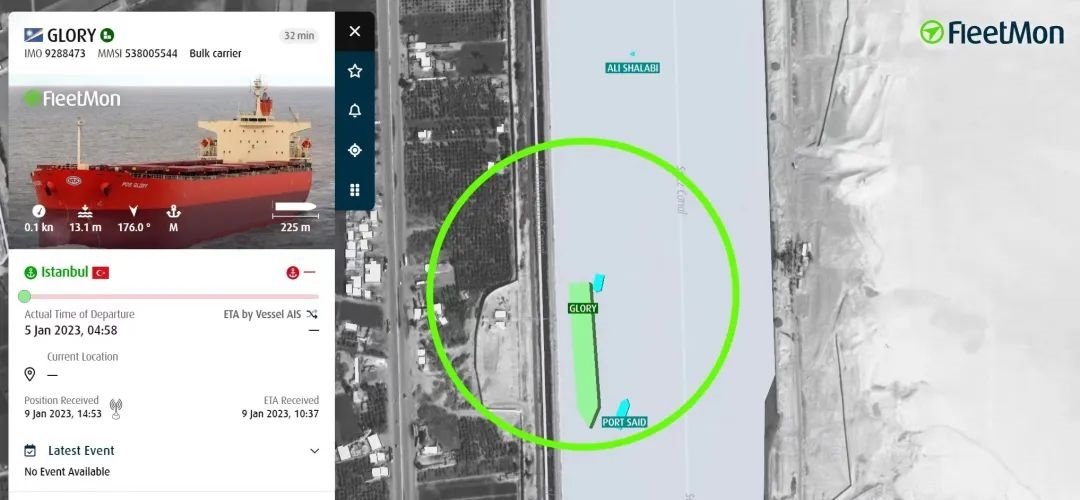 GLORY
32 min
IMO 9288473 MMSI 538005544 Bulk carrier
FleetMon
POS GLORY
0.1 kn 13.1 m 176.0 ° M 225 m
Istanbul —
Actual Time of Departure ETA by Vessel AIS
5 Jan 2023, 04:58 —
Current Location
—
Position Received ETA Received
9 Jan 2023, 14:53 9 Jan 2023, 10:37
Latest Event
No Event Available
FleetMon
ALI SHALABI
Suez Canal
GLORY
PORT SAID